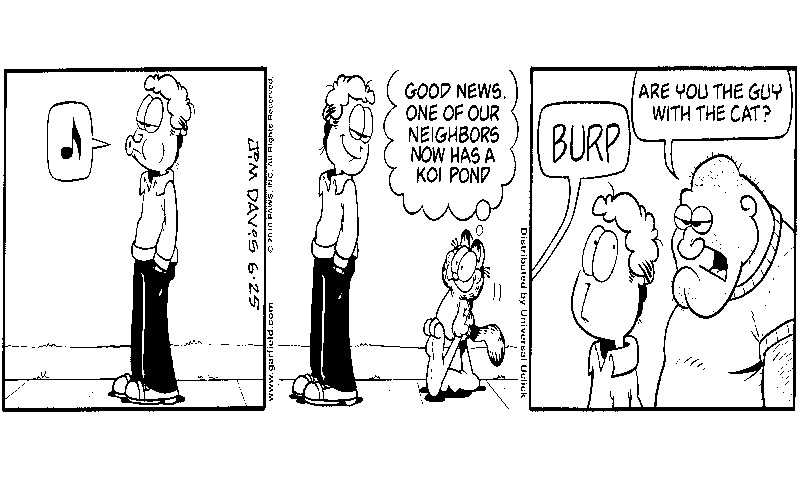 JIM DAVIS 6·25
© 2010 PAWS, INC. All Rights Reserved.
www.garfield.com
GOOD NEWS.
ONE OF OUR
NEIGHBORS
NOW HAS A
KOI POND
Distributed by Universal Uclick
BURP
ARE YOU THE GUY
WITH THE CAT?